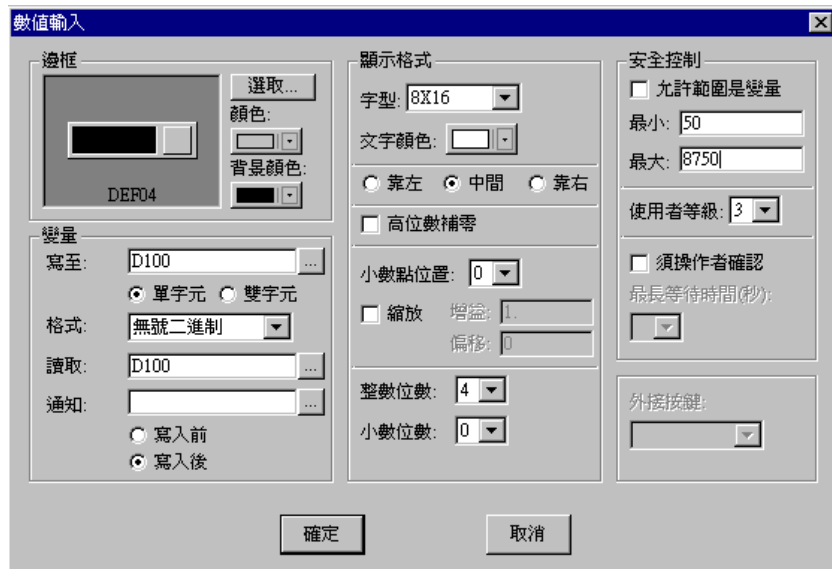 數值輸入
邊框
選取...
顏色:
背景顏色:
DEF04
變量
寫至: D100 ...
單字元 雙字元
格式: 無號二進制
讀取: D100 ...
通知: ...
寫入前
寫入後
顯示格式
字型: 8X16
文字顏色:
靠左 中間 靠右
高位數補零
小數點位置: 0
縮放 增益: 1.
偏移: 0
整數位數: 4
小數位數: 0
安全控制
允許範圍是變量
最小: 50
最大: 8750
使用者等級: 3
須操作者確認
最長等待時間(秒):
外接按鍵:
確定 取消